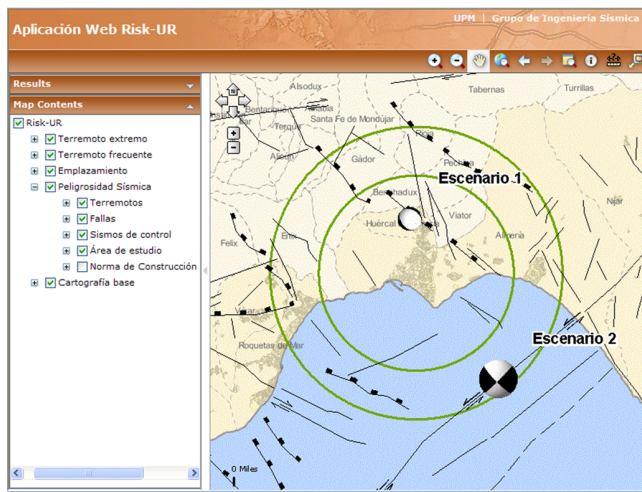 UPM | Grupo de Ingeniería Sísmica
Aplicación Web Risk-UR
Results
Map Contents
Risk-UR
Terremoto extremo
Terremoto frecuente
Emplazamiento
Peligrosidad Sísmica
Terremotos
Fallas
Sismos de control
Área de estudio
Norma de Construcción
Cartografía base
N
Alsodux
Tabernas
Turrillas
Santa Fe de Mondújar
Rioja
Gádor
Pechina
Escenario 1
Benahadux
Níjar
Viator
Huércal
Almería
Felix
Enix
Escenario 2
Roquetas de Mar
0 Miles